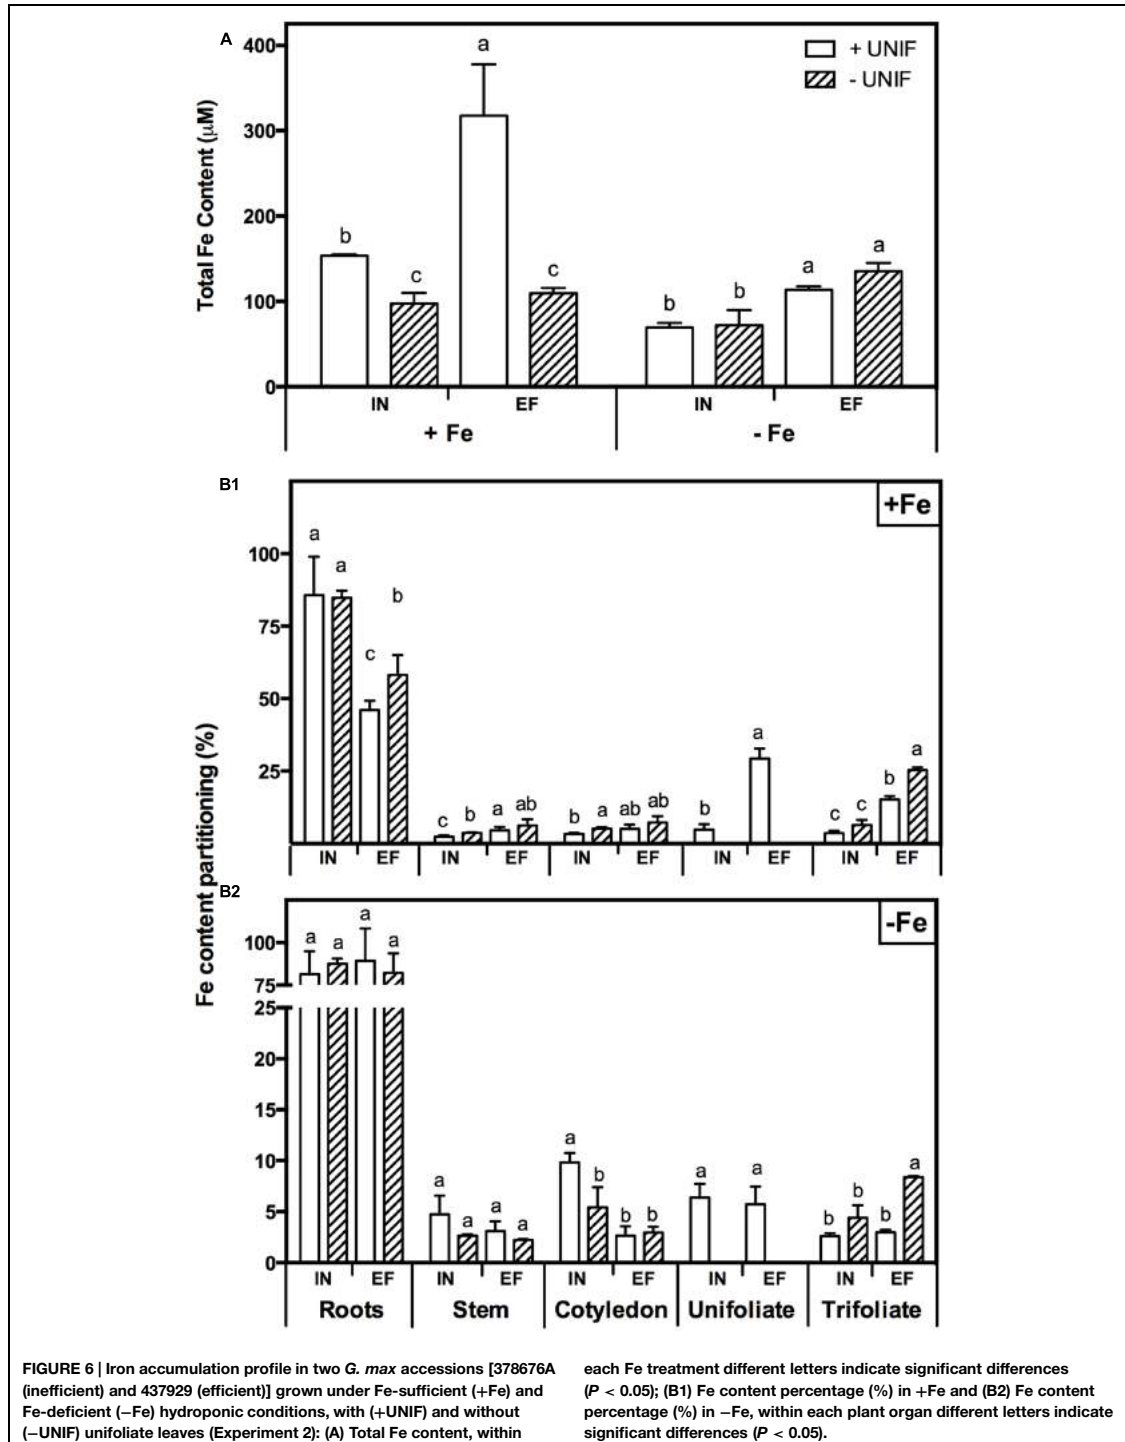 A
400
300
200
100
0
Total Fe Content (μM)
+ UNIF
- UNIF
b
c
a
c
b
b
a
a
IN
EF
IN
EF
+ Fe
- Fe
B1
+Fe
100
75
50
25
Fe content partitioning (%)
a
a
c
b
c
b
a
ab
b
a
ab
ab
b
a
c
c
b
a
IN
EF
IN
EF
IN
EF
IN
EF
IN
EF
B2
-Fe
100
75
25
20
15
10
5
0
a
a
a
a
a
a
a
a
a
b
b
b
a
a
b
b
b
a
IN
EF
IN
EF
IN
EF
IN
EF
IN
EF
Roots
Stem
Cotyledon
Unifoliate
Trifoliate
FIGURE 6 | Iron accumulation profile in two G. max accessions [378676A
(inefficient) and 437929 (efficient)] grown under Fe-sufficient (+Fe) and
Fe-deficient (−Fe) hydroponic conditions, with (+UNIF) and without
(−UNIF) unifoliate leaves (Experiment 2): (A) Total Fe content, within
each Fe treatment different letters indicate significant differences
(P < 0.05); (B1) Fe content percentage (%) in +Fe and (B2) Fe content
percentage (%) in −Fe, within each plant organ different letters indicate
significant differences (P < 0.05).